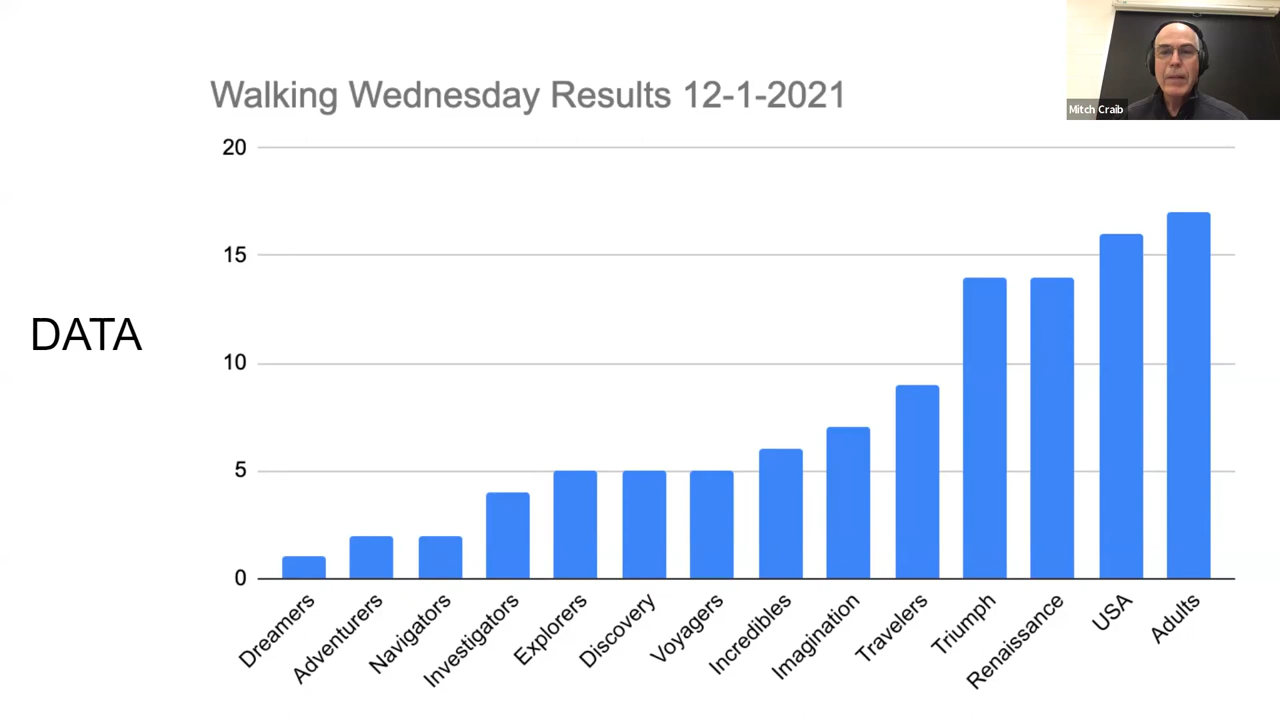 Walking Wednesday Results 12-1-2021
Mitch Craib
20
15
DATA
10
5
0
Dreamers
Adventurers
Navigators
Investigators
Explorers
Discovery
Voyagers
Incredibles
Imagination
Travelers
Triumph
Renaissance
USA
Adults